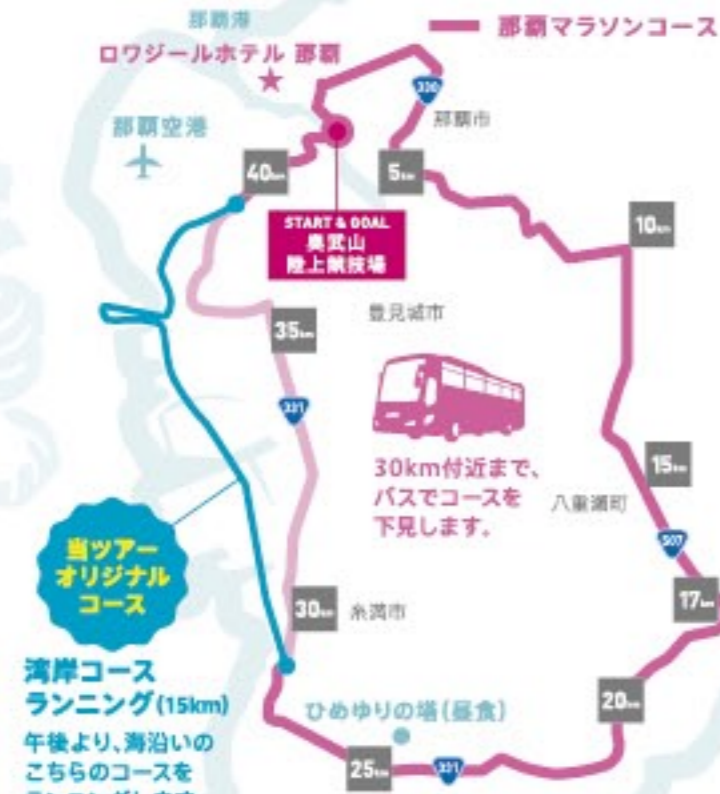 那覇港
那覇マラソンコース
ロワジールホテル 那覇
330
那覇市
那覇空港
40km
5km
START & GOAL
奥武山
陸上競技場
10km
豊見城市
35km
331
30km付近まで、
バスでコースを
下見します。
15km
八重瀬町
507
当ツアー
オリジナル
コース
17km
30km
糸満市
湾岸コース
ランニング(15km)
ひめゆりの塔(昼食)
20km
午後より、海沿いの
こちらのコースを
25km
331